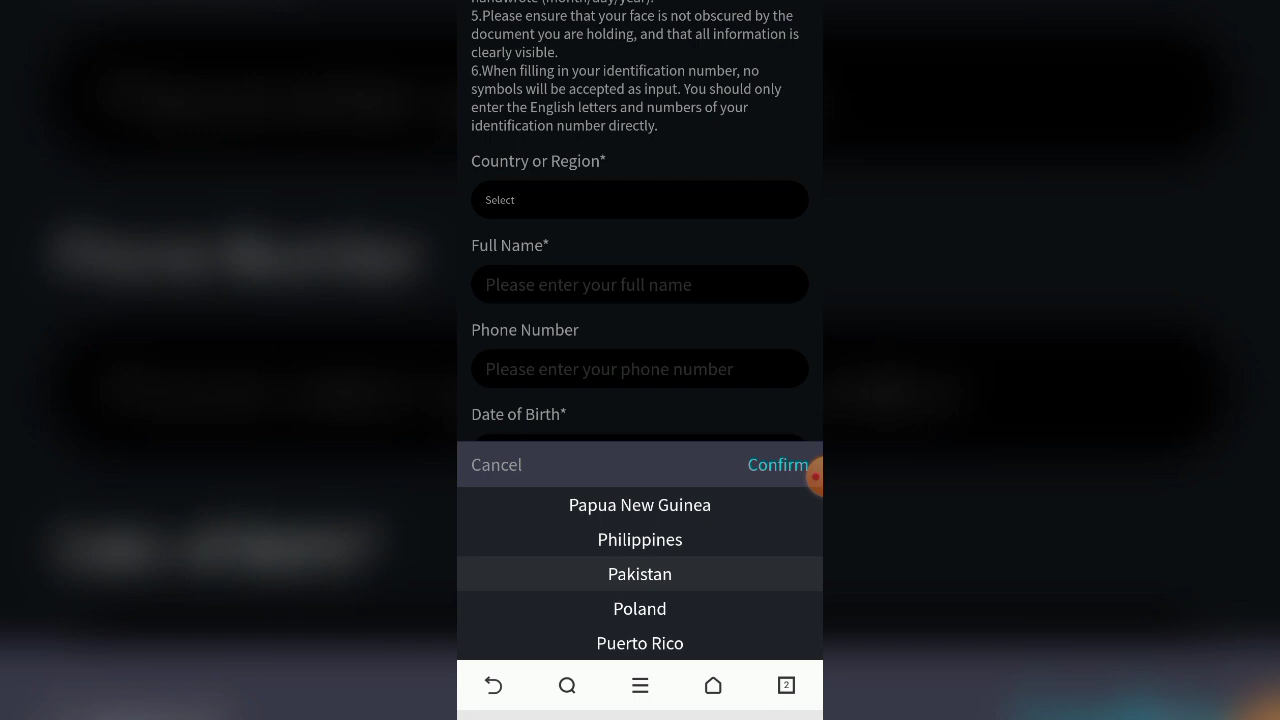 handwrote (month/day/year).
5.Please ensure that your face is not obscured by the
document you are holding, and that all information is
clearly visible.
6.When filling in your identification number, no
symbols will be accepted as input. You should only
enter the English letters and numbers of your
identification number directly.
Country or Region*
Select
Full Name*
Please enter your full name
Phone Number
Please enter your phone number
Date of Birth*
Cancel Confirm
Papua New Guinea
Philippines
Pakistan
Poland
Puerto Rico
2